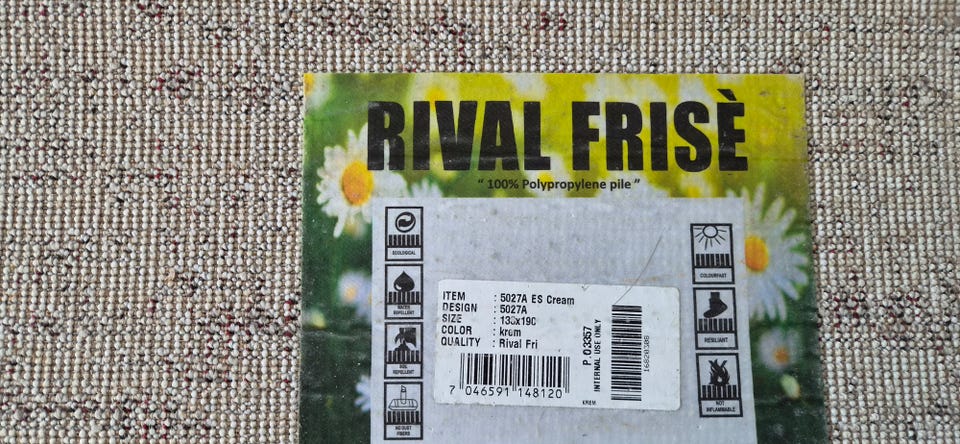 RIVAL FRISÈ
" 100% Polypropylene pile "
ECOLOGICAL
WATER REPELLENT
SOIL REPELLENT
NO DUST FIBERS
COLOURFAST
RESILIANT
NOT INFLAMMABLE
ITEM : 5027A ES Cream
DESIGN : 5027A
SIZE : 133x190
COLOR : krem
QUALITY : Rival Fri
7 046591 148120
KREM
P.03357
INTERNAL USE ONLY